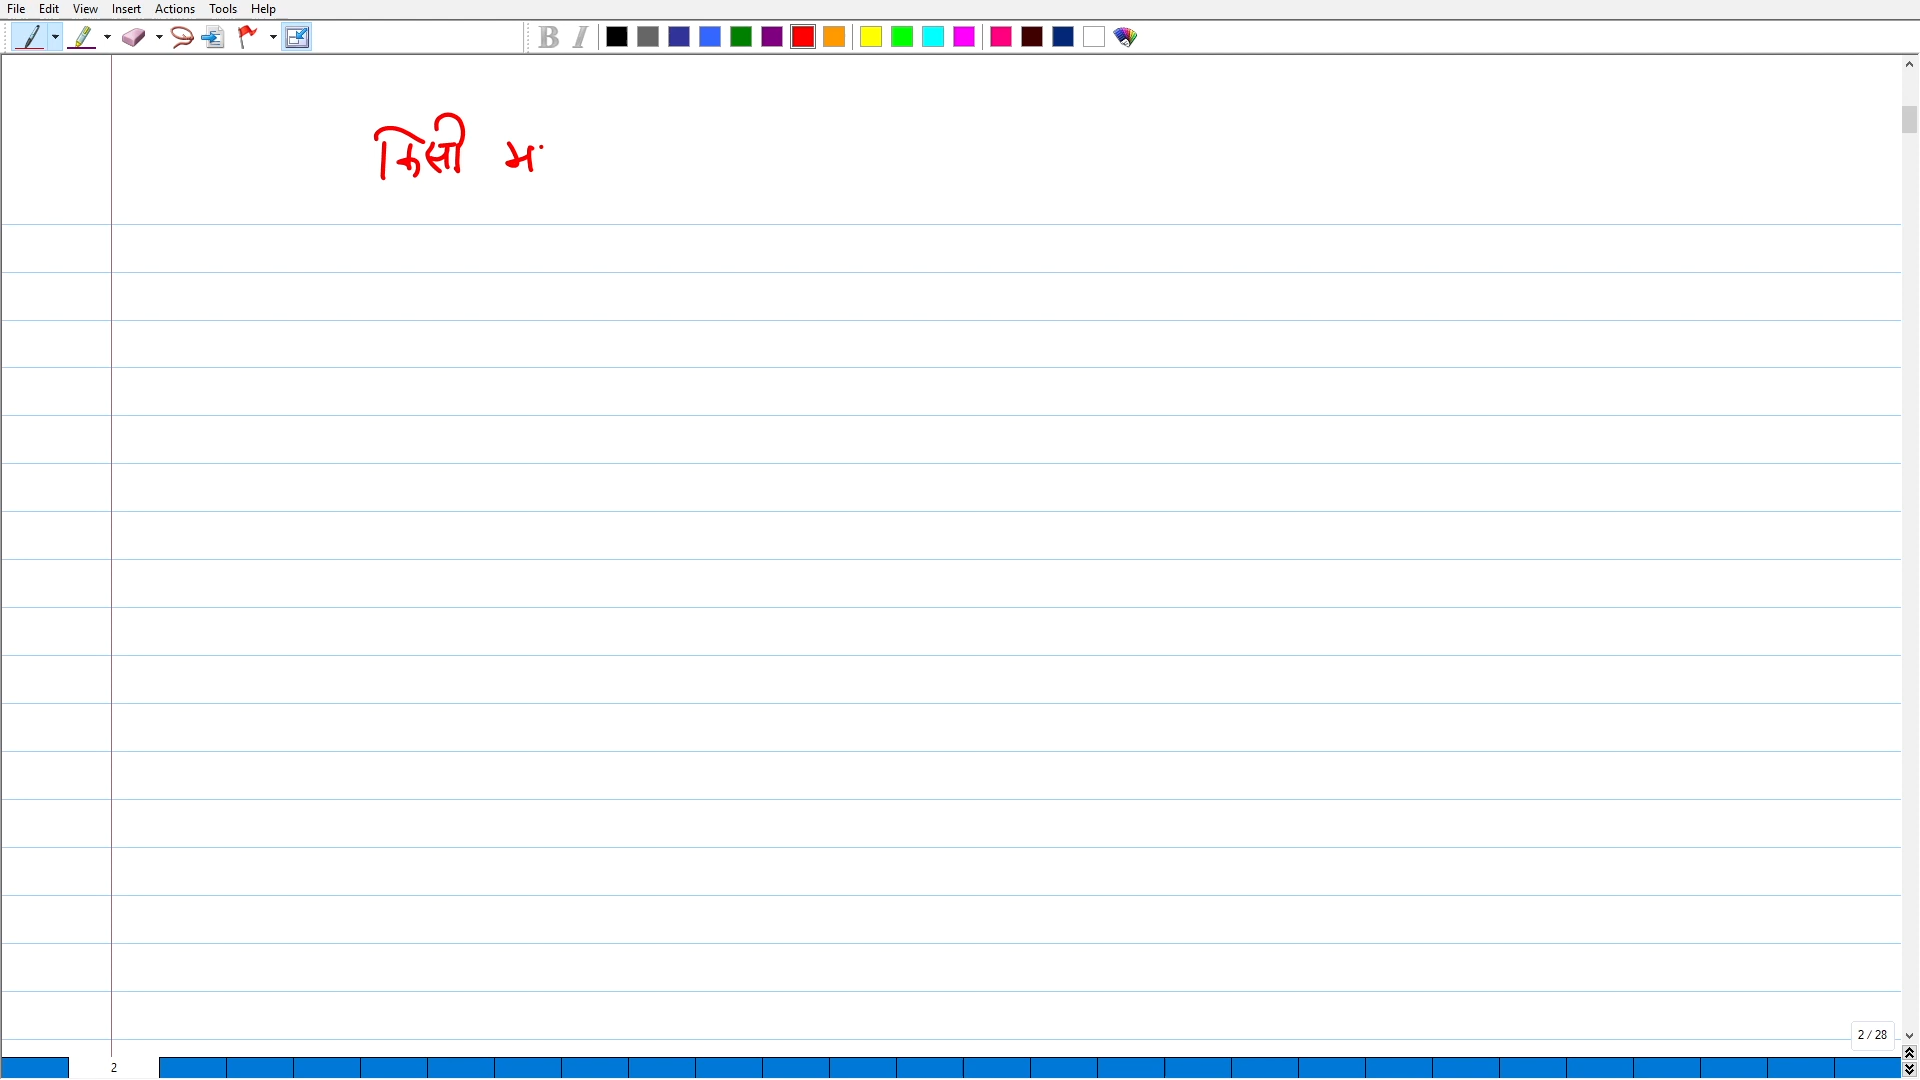 File Edit View Insert Actions Tools Help
B I
किसी म
2 / 28
2